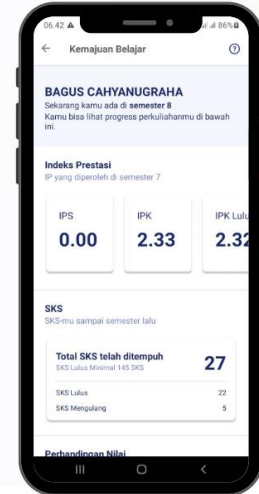 06.42
86%
Kemajuan Belajar
BAGUS CAHYANUGRAHA
Sekarang kamu ada di semester 8
Kamu bisa lihat progress perkuliahanmu di bawah
ini.
Indeks Prestasi
IP yang diperoleh di semester 7
IPS IPK IPK Lulu
0.00 2.33 2.32
SKS
SKS-mu sampai semester lalu
Total SKS telah ditempuh 27
SKS Lulus Minimal 145 SKS
SKS Lulus 22
SKS Mengulang 5
Perbandingan Nilai